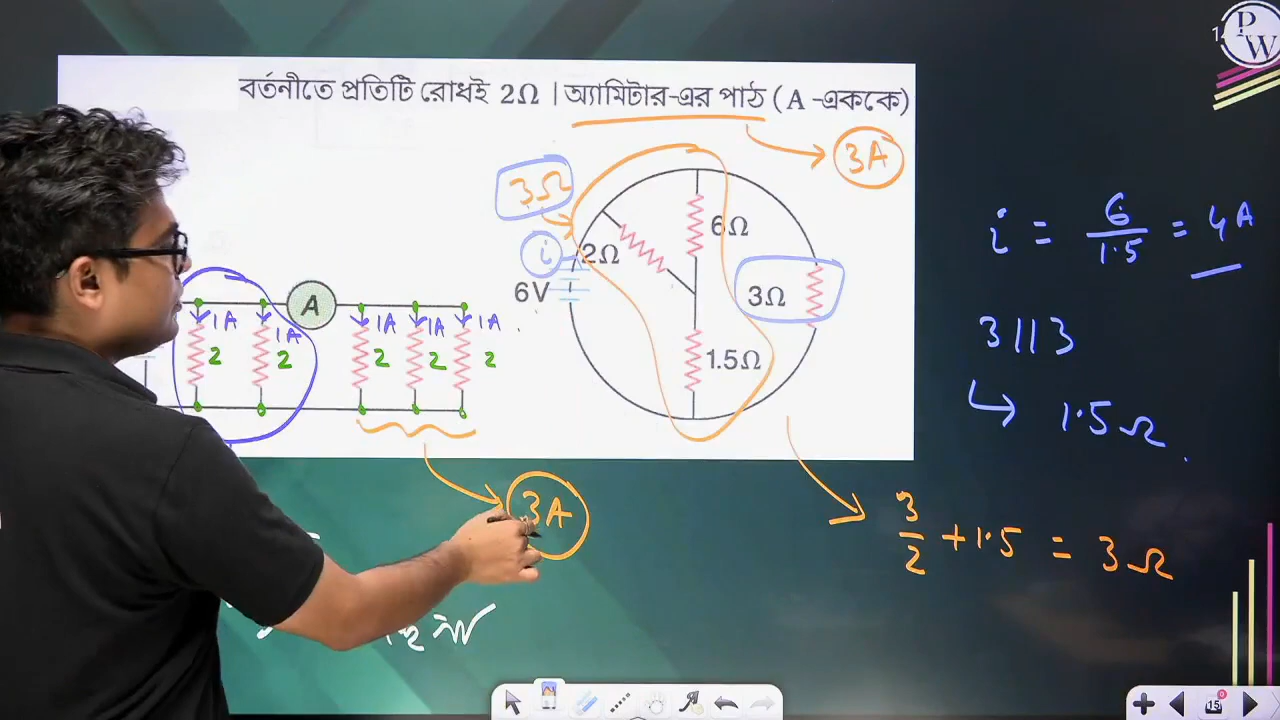 PW
বর্তনীতে প্রতিটি রোধই 2Ω । অ্যামিটার-এর পাঠ ( A -এককে)
3A
3Ω
6Ω
i
2Ω
6V
3Ω
1.5Ω
A
1A
1A
1A
1A
1A
2
2
2
2
2
3A
i = 6/1.5 = 4A
3||3
↳ 1.5Ω
3/2 + 1.5 = 3Ω
15